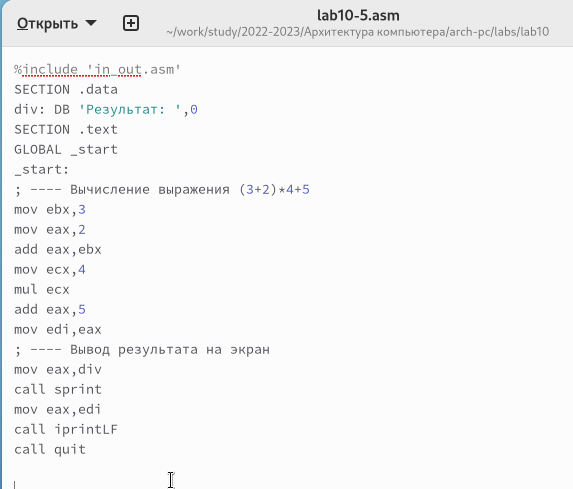 Открыть
lab10-5.asm
~/work/study/2022-2023/Архитектура компьютера/arch-pc/labs/lab10
%include 'in_out.asm'
SECTION .data
div: DB 'Результат: ',0
SECTION .text
GLOBAL _start
_start:
; ---- Вычисление выражения (3+2)*4+5
mov ebx,3
mov eax,2
add eax,ebx
mov ecx,4
mul ecx
add eax,5
mov edi,eax
; ---- Вывод результата на экран
mov eax,div
call sprint
mov eax,edi
call iprintLF
call quit